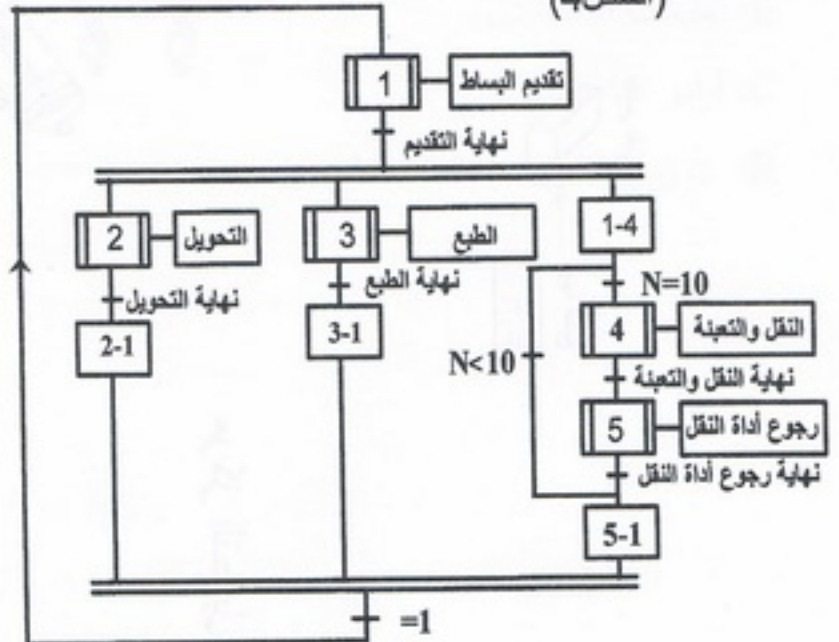 1 تقديم البساط
نهاية التقديم
2 التحويل
3 الطبع
1-4
نهاية التحويل
نهاية الطبع
N=10
2-1
3-1
4 النقل والتعبئة
N<10
نهاية النقل والتعبئة
5 رجوع أداة النقل
نهاية رجوع أداة النقل
5-1
=1